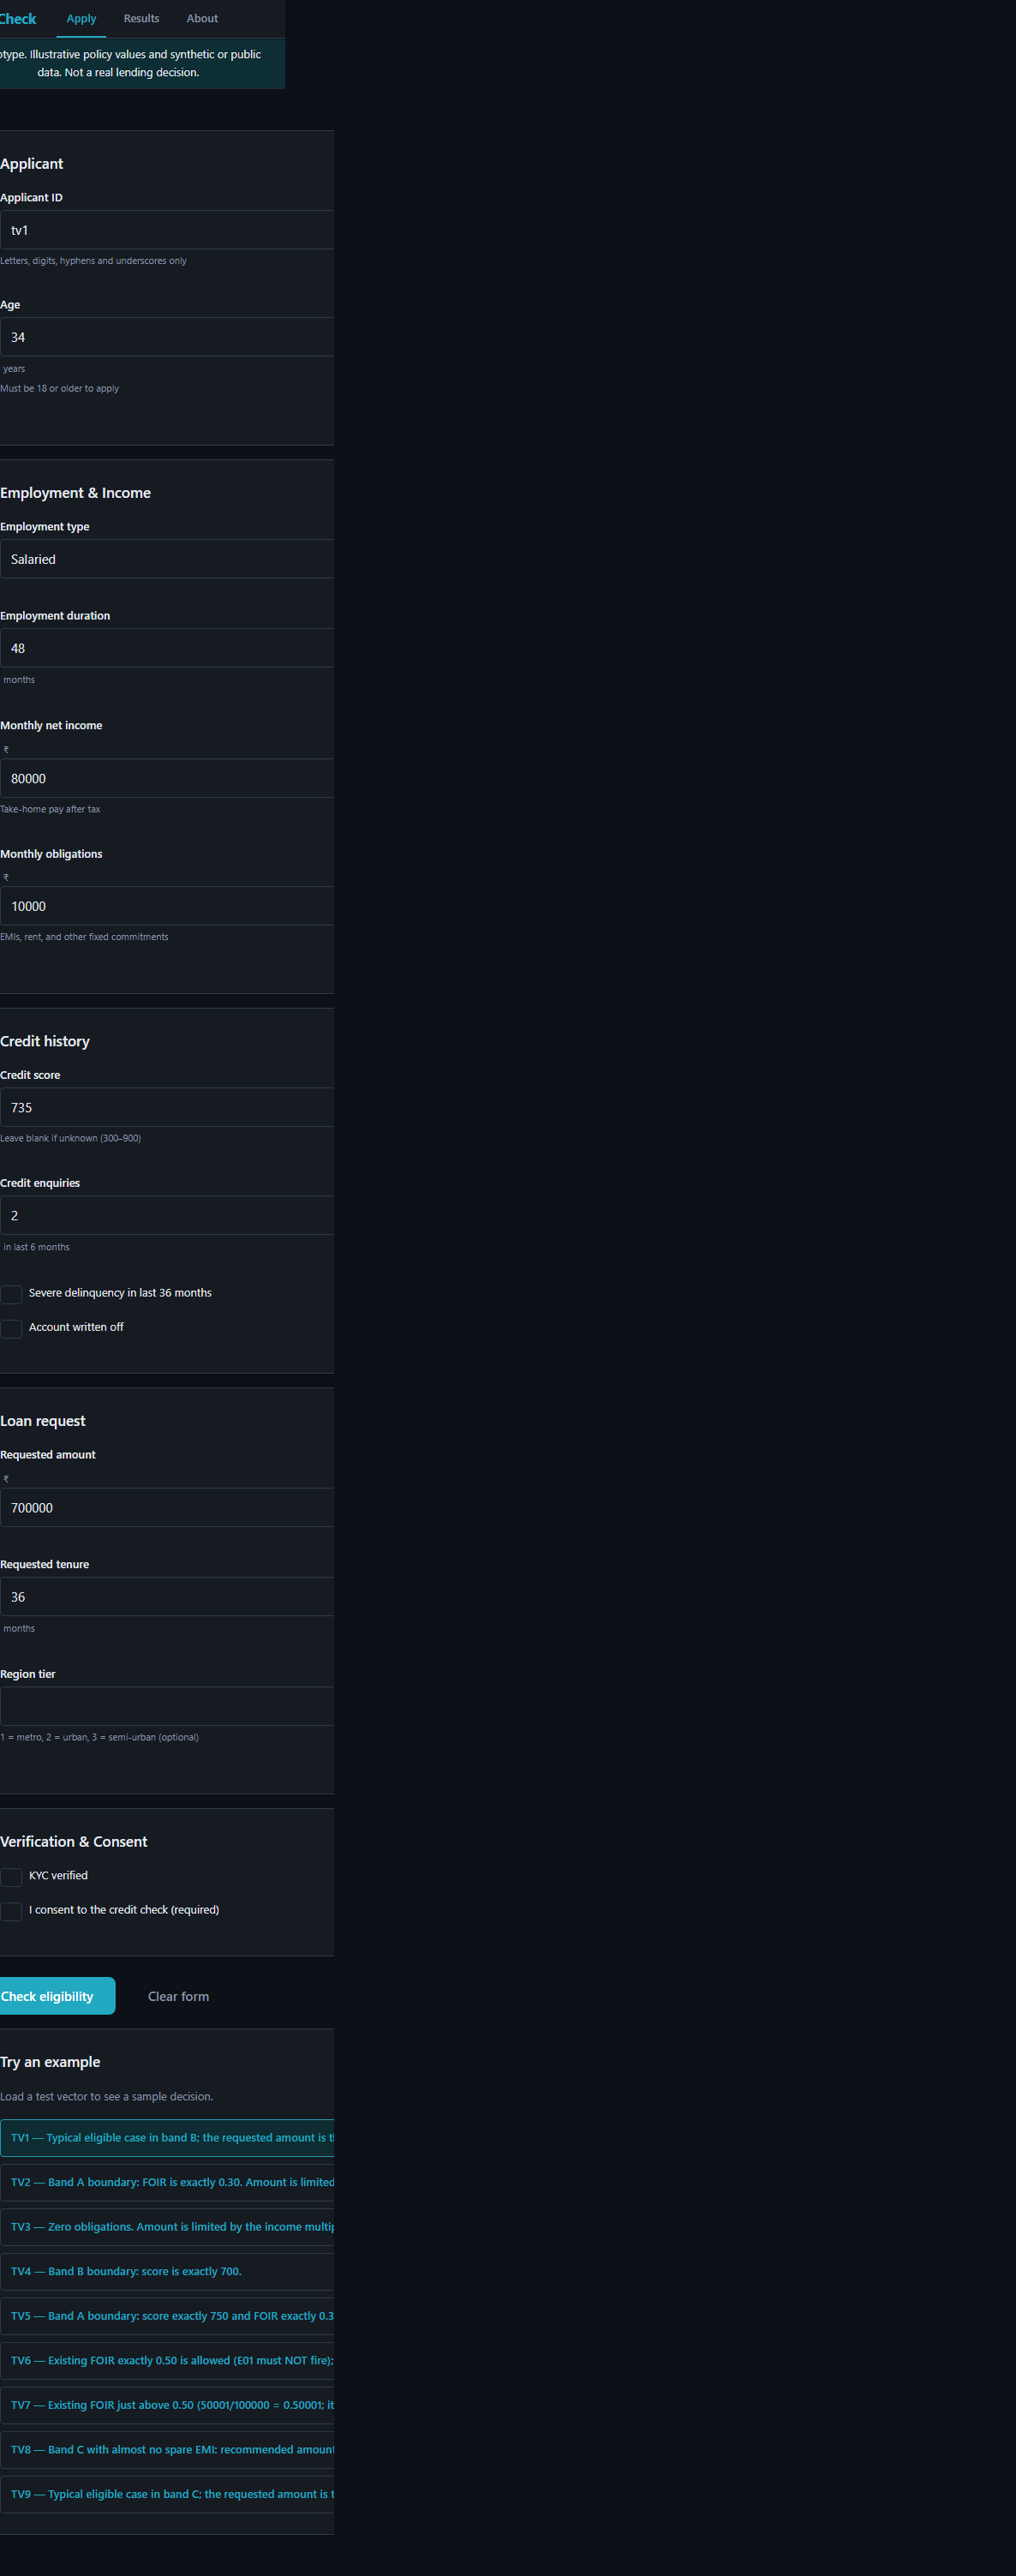 Check Apply Results About
otype. Illustrative policy values and synthetic or public
data. Not a real lending decision.
Applicant
Applicant ID
tv1
Letters, digits, hyphens and underscores only
Age
34
years
Must be 18 or older to apply
Employment & Income
Employment type
Salaried
Employment duration
48
months
Monthly net income
₹
80000
Take-home pay after tax
Monthly obligations
₹
10000
EMIs, rent, and other fixed commitments
Credit history
Credit score
735
Leave blank if unknown (300–900)
Credit enquiries
2
in last 6 months
Severe delinquency in last 36 months
Account written off
Loan request
Requested amount
₹
700000
Requested tenure
36
months
Region tier
1 = metro, 2 = urban, 3 = semi-urban (optional)
Verification & Consent
KYC verified
I consent to the credit check (required)
Check eligibility Clear form
Try an example
Load a test vector to see a sample decision.
TV1 — Typical eligible case in band B; the requested amount is t
TV2 — Band A boundary: FOIR is exactly 0.30. Amount is limited
TV3 — Zero obligations. Amount is limited by the income multip
TV4 — Band B boundary: score is exactly 700.
TV5 — Band A boundary: score exactly 750 and FOIR exactly 0.3
TV6 — Existing FOIR exactly 0.50 is allowed (E01 must NOT fire);
TV7 — Existing FOIR just above 0.50 (50001/100000 = 0.50001; it
TV8 — Band C with almost no spare EMI: recommended amount
TV9 — Typical eligible case in band C; the requested amount is t